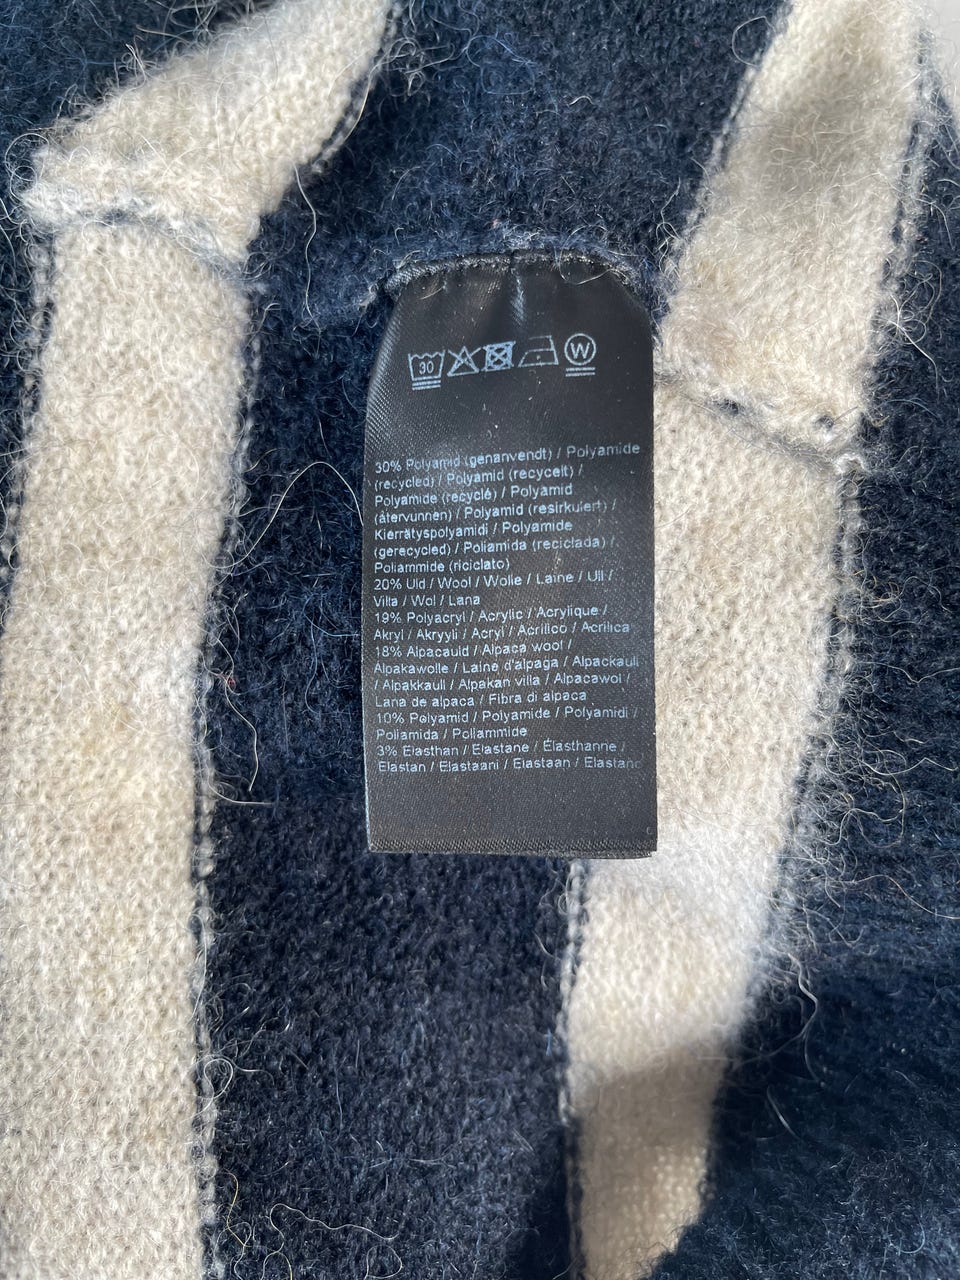 30 W
30% Polyamid (genanvendt) / Polyamide
(recycled) / Polyamid (recycelt) /
Polyamide (recyclé) / Polyamid
(återvunnen) / Polyamid (resirkulert) /
Kierrätyspolyamidi / Polyamide
(gerecycled) / Poliamida (reciclada) /
Poliammide (riciclato)
20% Uld / Wool / Wolle / Laine / Ull /
Villa / Wol / Lana
19% Polyacryl / Acrylic / Acrylique /
Akryl / Akryyli / Acryl / Acrílico / Acrilica
18% Alpacauld / Alpaca wool /
Alpakawolle / Laine d'alpaga / Alpackaull
/ Alpakkaull / Alpakan villa / Alpacawol /
Lana de alpaca / Fibra di alpaca
10% Polyamid / Polyamide / Polyamidi /
Poliamida / Poliammide
3% Elasthan / Elastane / Élasthanne /
Elastan / Elastaani / Elastaan / Elastano